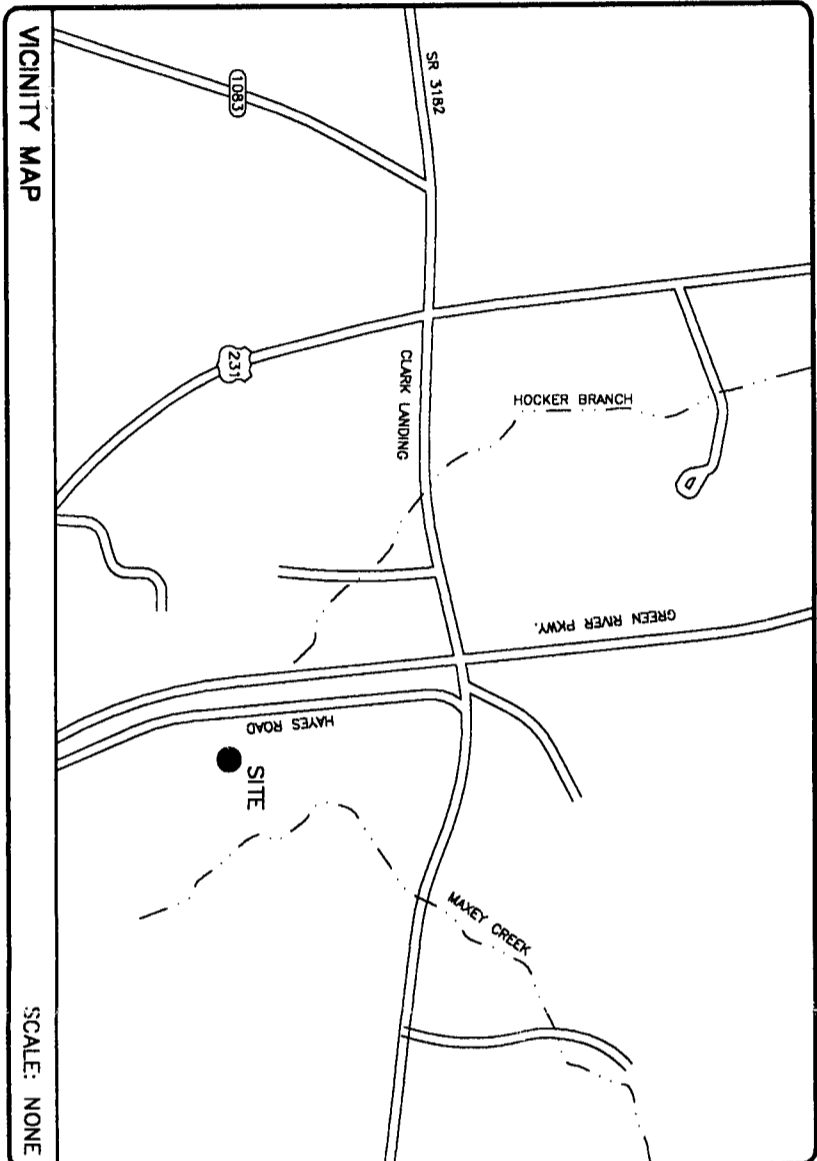 SR 3182
1083
231
CLARK LANDING
HOCKER BRANCH
GREEN RIVER PKWY.
HAYES ROAD
SITE
MAXEY CREEK
VICINITY MAP
SCALE: NONE